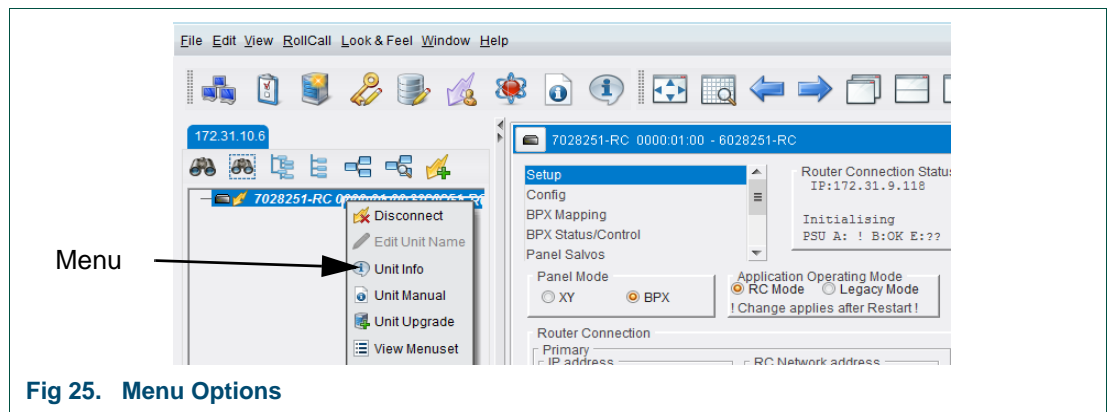 File Edit View RollCall Look & Feel Window Help
172.31.10.6
7028251-RC 0000:01:00 - 6028251-RC
7028251-RC
Disconnect
Edit Unit Name
Unit Info
Unit Manual
Unit Upgrade
View Menuset
Menu
Setup
Config
BPX Mapping
BPX Status/Control
Panel Salvos
Router Connection Statu
IP:172.31.9.118
Initialising
PSU A: ! B:OK E:??
Panel Mode
XY BPX
Application Operating Mode
RC Mode Legacy Mode
! Change applies after Restart !
Router Connection
Primary
IP address
RC Network address
Fig 25. Menu Options